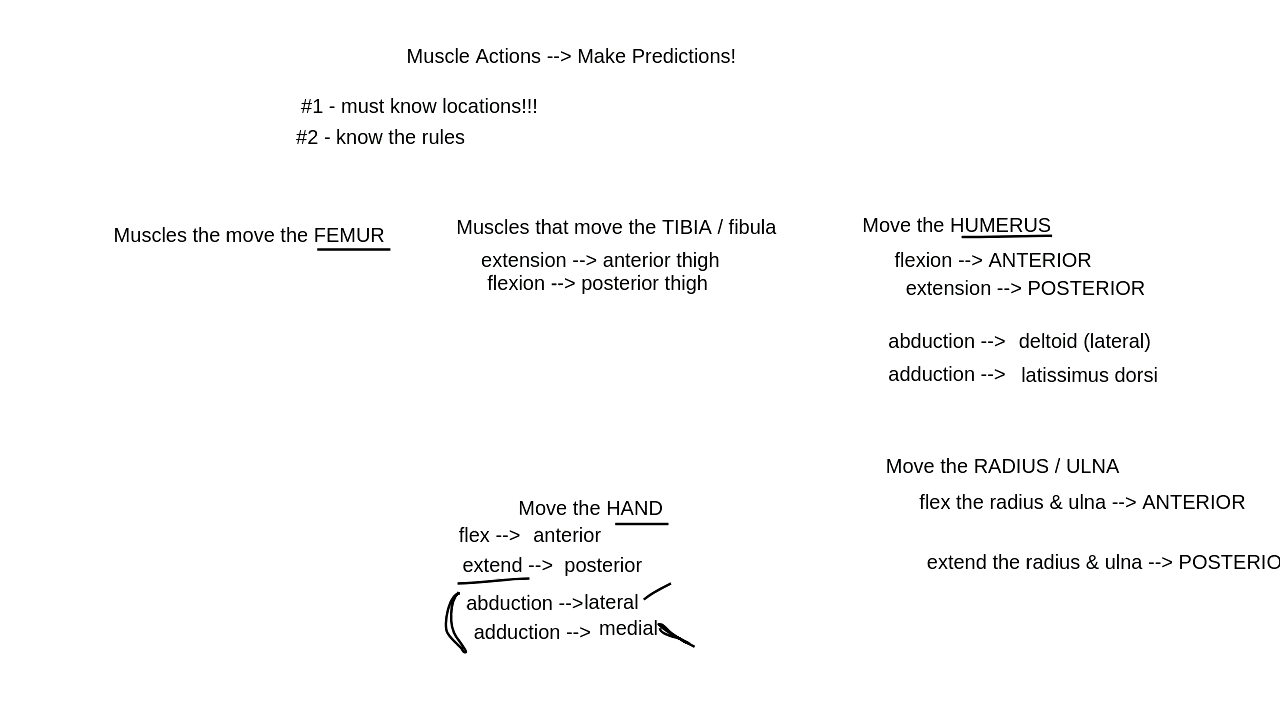 Muscle Actions --> Make Predictions!
#1 - must know locations!!!
#2 - know the rules
Muscles the move the FEMUR
Muscles that move the TIBIA / fibula
extension --> anterior thigh
flexion --> posterior thigh
Move the HUMERUS
flexion --> ANTERIOR
extension --> POSTERIOR
abduction --> deltoid (lateral)
adduction --> latissimus dorsi
Move the RADIUS / ULNA
flex the radius & ulna --> ANTERIOR
extend the radius & ulna --> POSTERIO
Move the HAND
flex --> anterior
extend --> posterior
abduction -->lateral
adduction --> medial